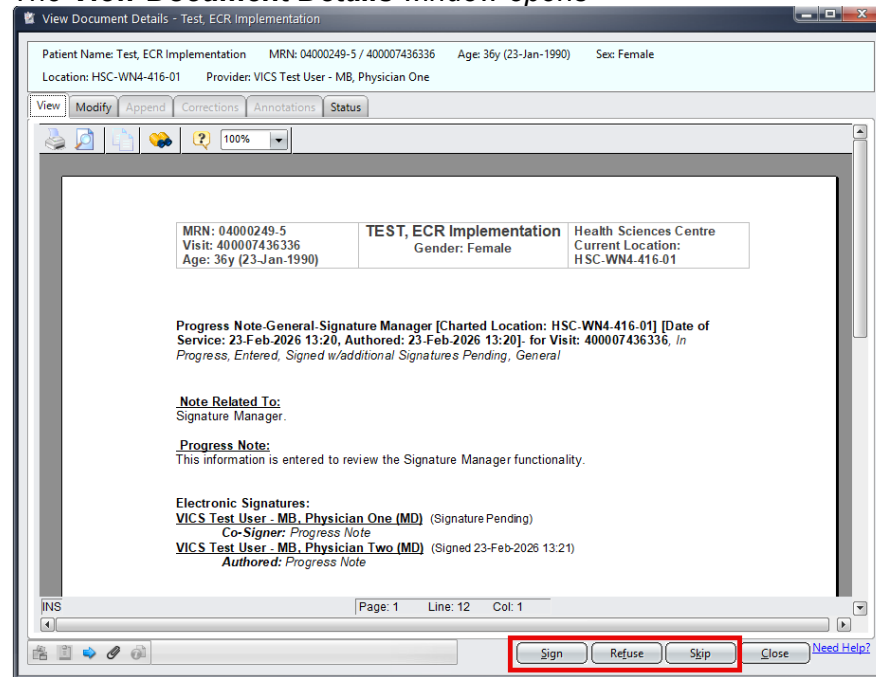 The View Document Details window opens
View Document Details - Test, ECR Implementation
Patient Name: Test, ECR Implementation MRN: 04000249-5 / 400007436336 Age: 36y (23-Jan-1990) Sex: Female
Location: HSC-WN4-416-01 Provider: VICS Test User - MB, Physician One
View Modify Append Corrections Annotations Status
100%
MRN: 04000249-5
Visit: 400007436336
Age: 36y (23-Jan-1990)
TEST, ECR Implementation
Gender: Female
Health Sciences Centre
Current Location:
HSC-WN4-416-01
Progress Note-General-Signature Manager [Charted Location: HSC-WN4-416-01] [Date of
Service: 23-Feb-2026 13:20, Authored: 23-Feb-2026 13:20]- for Visit: 400007436336, In
Progress, Entered, Signed w/additional Signatures Pending, General
Note Related To:
Signature Manager.
Progress Note:
This information is entered to review the Signature Manager functionality.
Electronic Signatures:
VICS Test User - MB, Physician One (MD) (Signature Pending)
Co-Signer: Progress Note
VICS Test User - MB, Physician Two (MD) (Signed 23-Feb-2026 13:21)
Authored: Progress Note
INS Page: 1 Line: 12 Col: 1
Sign Refuse Skip Close Need Help?